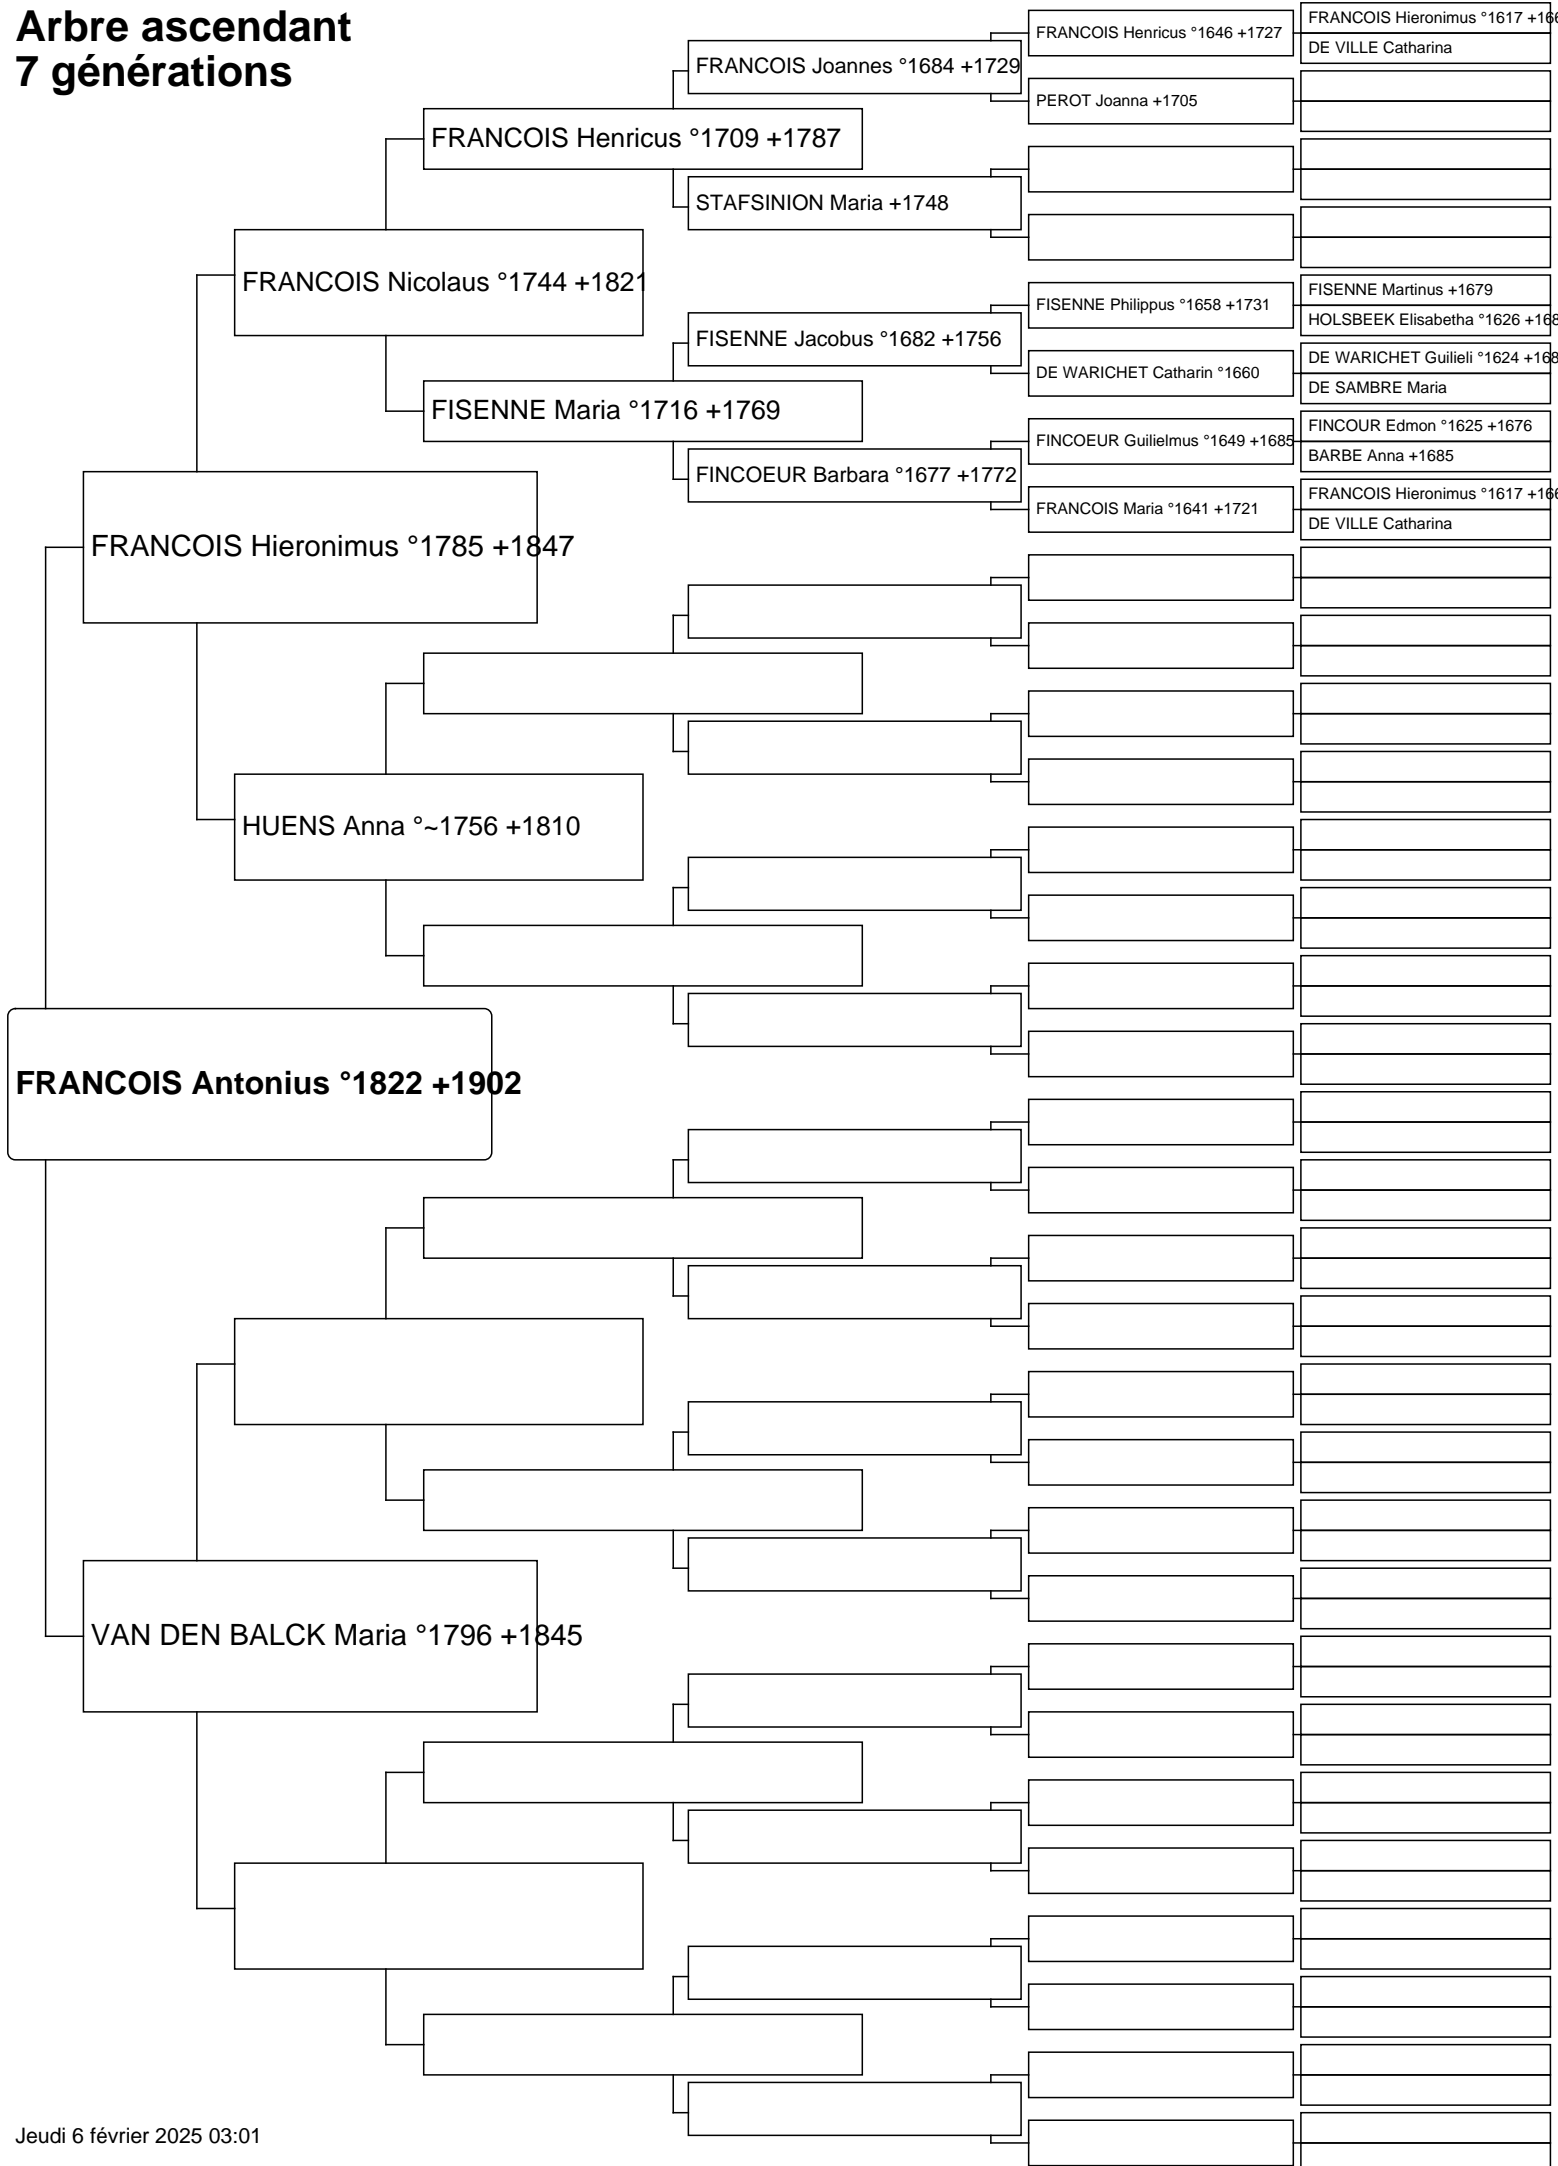 Arbre ascendant
7 générations
FRANCOIS Hieronimus °1617 +166
FRANCOIS Henricus °1646 +1727
DE VILLE Catharina
FRANCOIS Joannes °1684 +1729
PEROT Joanna +1705
FRANCOIS Henricus °1709 +1787
STAFSINION Maria +1748
FRANCOIS Nicolaus °1744 +1821
FISENNE Martinus +1679
FISENNE Philippus °1658 +1731
HOLSBEEK Elisabetha °1626 +168
FISENNE Jacobus °1682 +1756
DE WARICHET Guilieli °1624 +168
DE WARICHET Catharin °1660
DE SAMBRE Maria
FISENNE Maria °1716 +1769
FINCOUR Edmon °1625 +1676
FINCOEUR Guilielmus °1649 +1685
BARBE Anna +1685
FINCOEUR Barbara °1677 +1772
FRANCOIS Hieronimus °1617 +166
FRANCOIS Maria °1641 +1721
DE VILLE Catharina
FRANCOIS Hieronimus °1785 +1847
HUENS Anna °~1756 +1810
FRANCOIS Antonius °1822 +1902
VAN DEN BALCK Maria °1796 +1845
Jeudi 6 février 2025 03:01